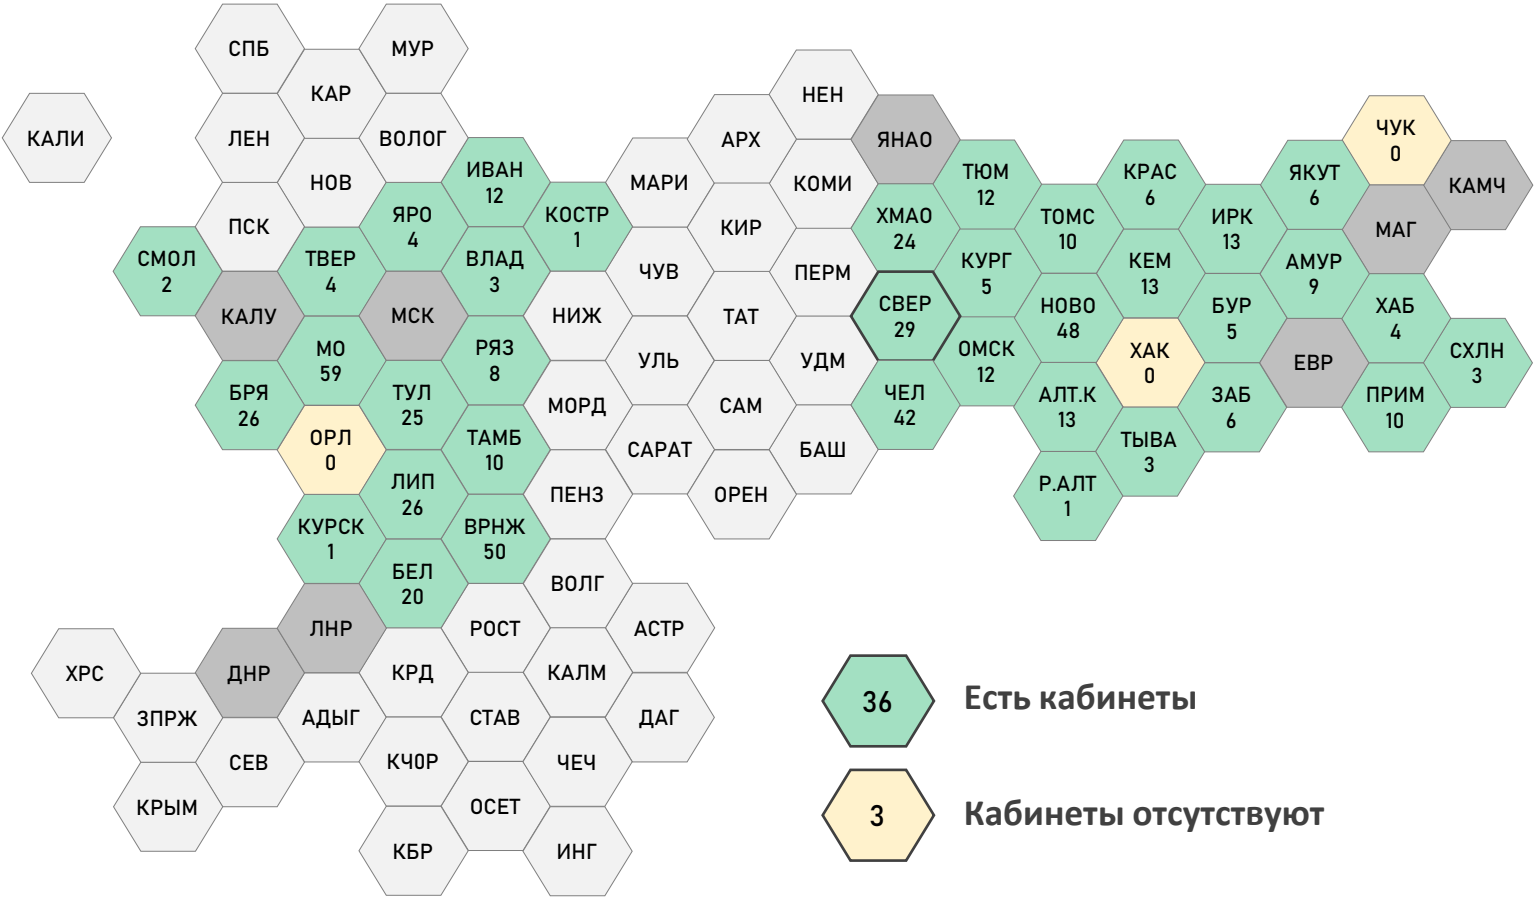 СПБ
МУР
КАР
НЕН
КАЛИ
ЛЕН
ВОЛОГ
АРХ
ЯНАО
ЧУК
0
НОВ
ИВАН
12
МАРИ
КОМИ
ТЮМ
12
КРАС
6
ЯКУТ
6
КАМЧ
ПСК
ЯРО
4
КОСТР
1
КИР
ХМАО
24
ТОМС
10
ИРК
13
МАГ
СМОЛ
2
ТВЕР
4
ВЛАД
3
ЧУВ
ПЕРМ
КУРГ
5
КЕМ
13
АМУР
9
КАЛУ
МСК
НИЖ
ТАТ
СВЕР
29
НОВО
48
БУР
5
ХАБ
4
МО
59
РЯЗ
8
УЛЬ
УДМ
ОМСК
12
ХАК
0
ЕВР
СХЛН
3
БРЯ
26
ТУЛ
25
МОРД
САМ
ЧЕЛ
42
АЛТ.К
13
ЗАБ
6
ПРИМ
10
ОРЛ
0
ТАМБ
10
САРАТ
БАШ
ТЫВА
3
ЛИП
26
ПЕНЗ
ОРЕН
Р.АЛТ
1
КУРСК
1
ВРНЖ
50
БЕЛ
20
ВОЛГ
ЛНР
РОСТ
АСТР
ХРС
ДНР
КРД
КАЛМ
ЗПРЖ
АДЫГ
СТАВ
ДАГ
СЕВ
КЧОР
ЧЕЧ
КРЫМ
ОСЕТ
КБР
ИНГ
36
Есть кабинеты
3
Кабинеты отсутствуют